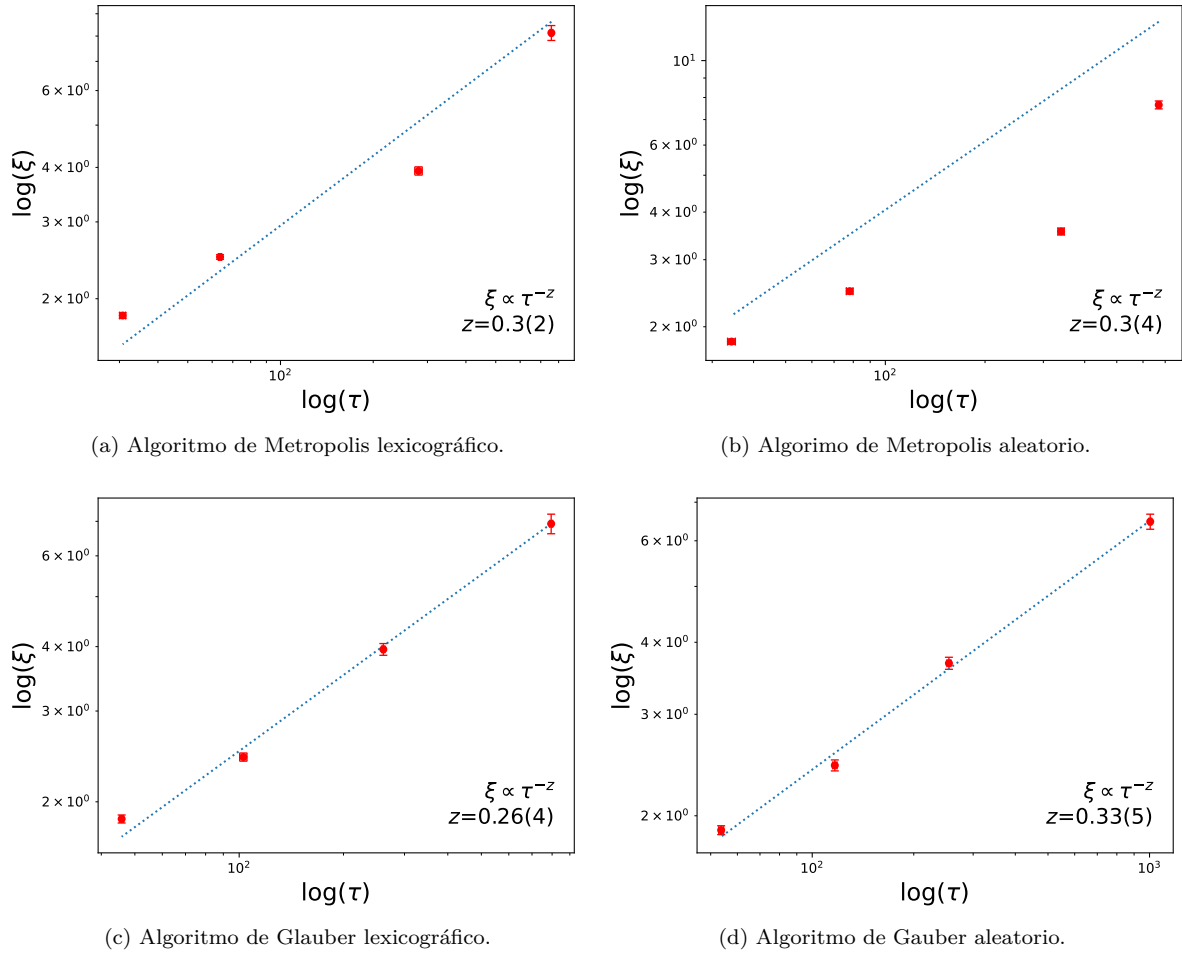 log(ξ)
6 × 10⁰
4 × 10⁰
3 × 10⁰
2 × 10⁰
10²
log(τ)
ξ ∝ τ⁻ᶻ
z=0.3(2)
(a) Algoritmo de Metropolis lexicográfico.
log(ξ)
10¹
6 × 10⁰
4 × 10⁰
3 × 10⁰
2 × 10⁰
10²
log(τ)
ξ ∝ τ⁻ᶻ
z=0.3(4)
(b) Algorimo de Metropolis aleatorio.
log(ξ)
6 × 10⁰
4 × 10⁰
3 × 10⁰
2 × 10⁰
10²
log(τ)
ξ ∝ τ⁻ᶻ
z=0.26(4)
(c) Algoritmo de Glauber lexicográfico.
log(ξ)
6 × 10⁰
4 × 10⁰
3 × 10⁰
2 × 10⁰
10²
10³
log(τ)
ξ ∝ τ⁻ᶻ
z=0.33(5)
(d) Algoritmo de Gauber aleatorio.